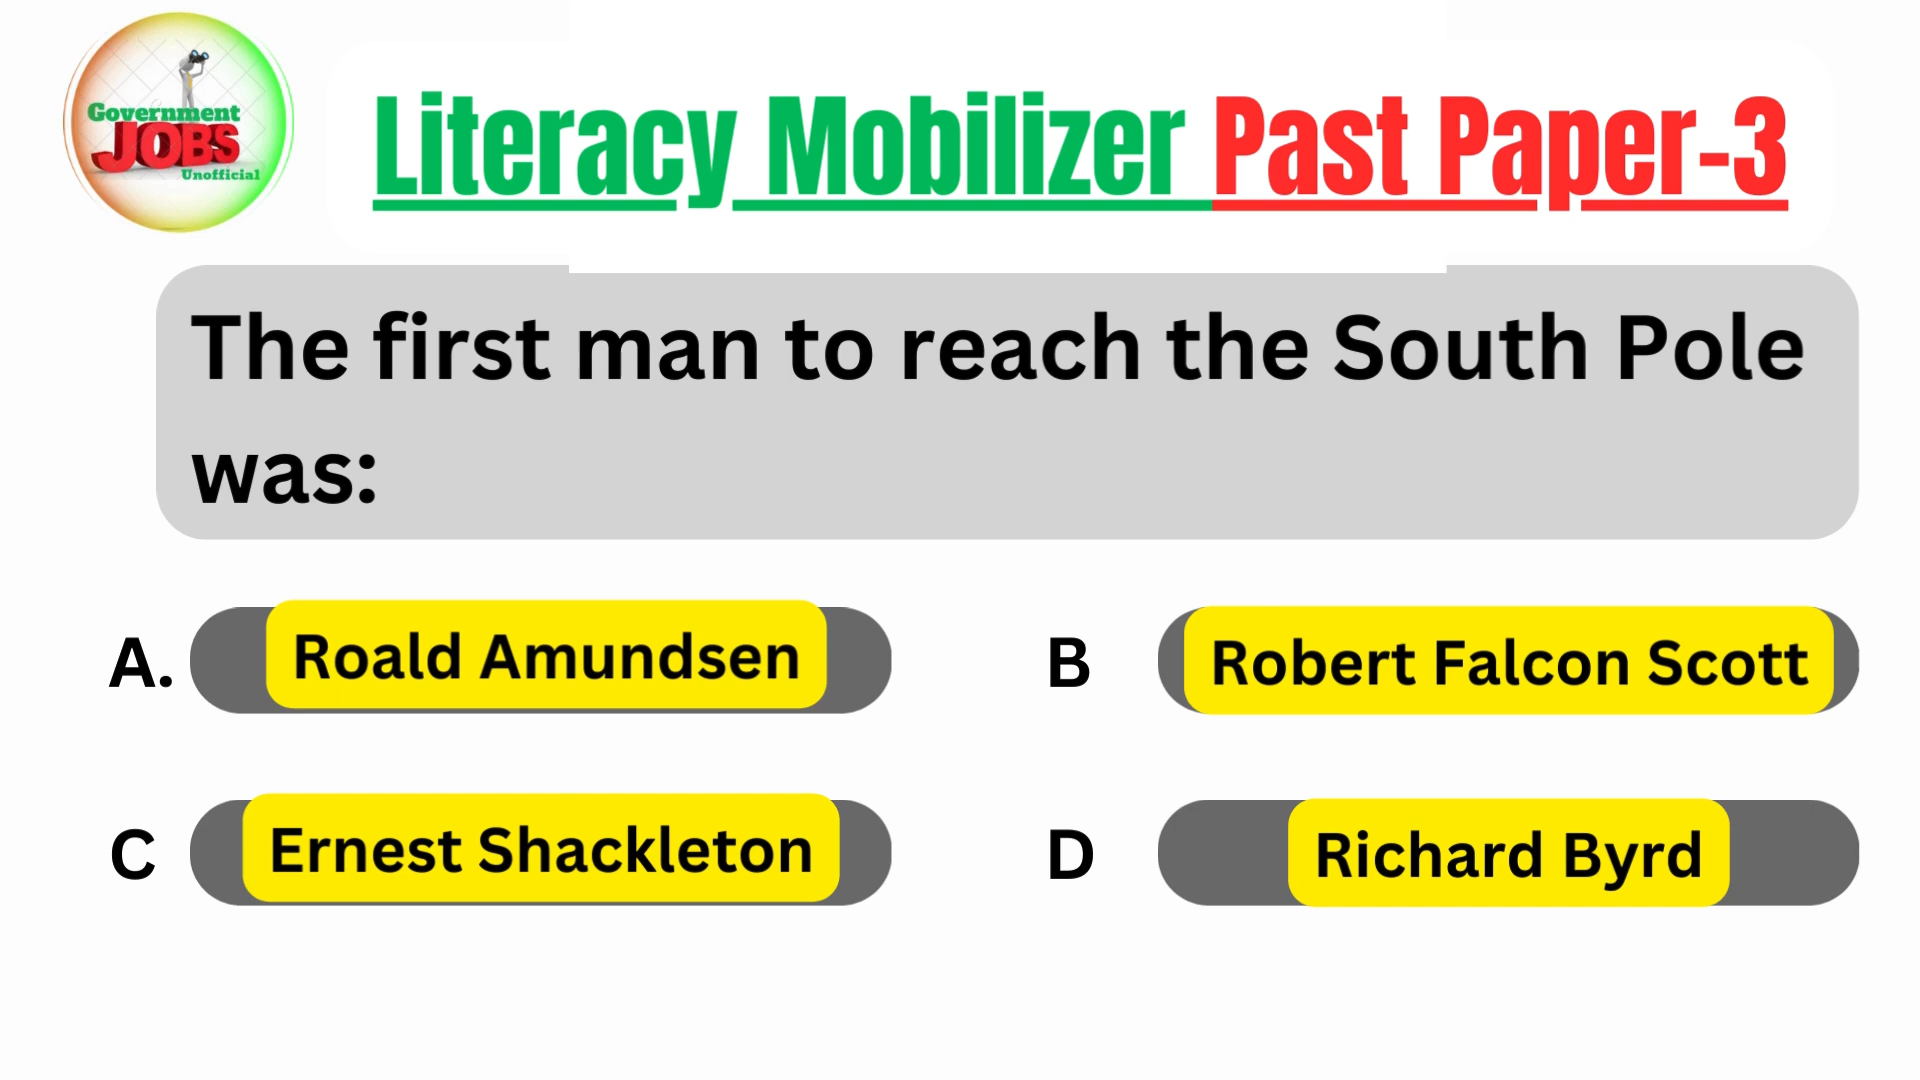 Government
JOBS
Unofficial
Literacy Mobilizer Past Paper-3
The first man to reach the South Pole
was:
A. Roald Amundsen
B Robert Falcon Scott
C Ernest Shackleton
D Richard Byrd